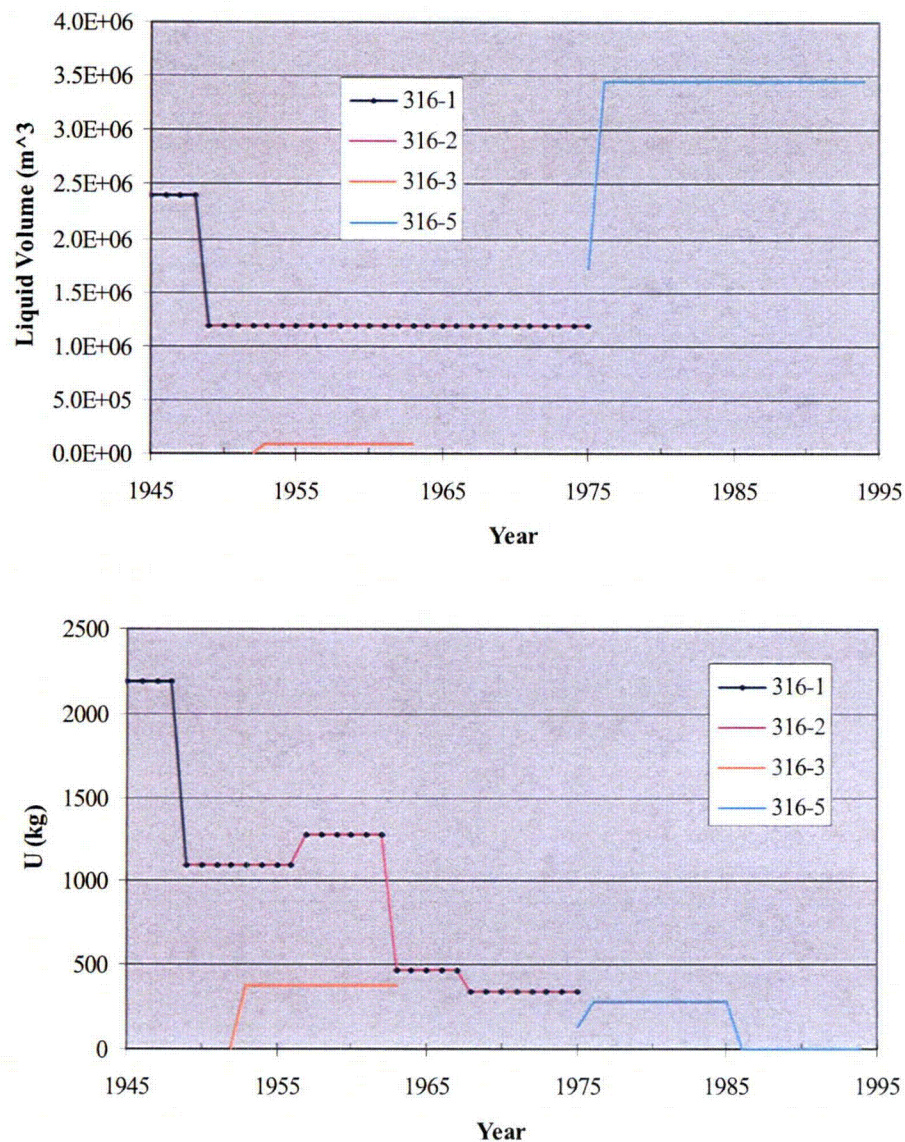 4.0E+06
3.5E+06
3.0E+06
2.5E+06
2.0E+06
1.5E+06
1.0E+06
5.0E+05
0.0E+00
Liquid Volume (m^3
316-1
316-2
316-3
316-5
1945 1955 1965 1975 1985 1995
Year
2500
2000
1500
1000
500
0
U (kg)
316-1
316-2
316-3
316-5
1945 1955 1965 1975 1985 1995
Year